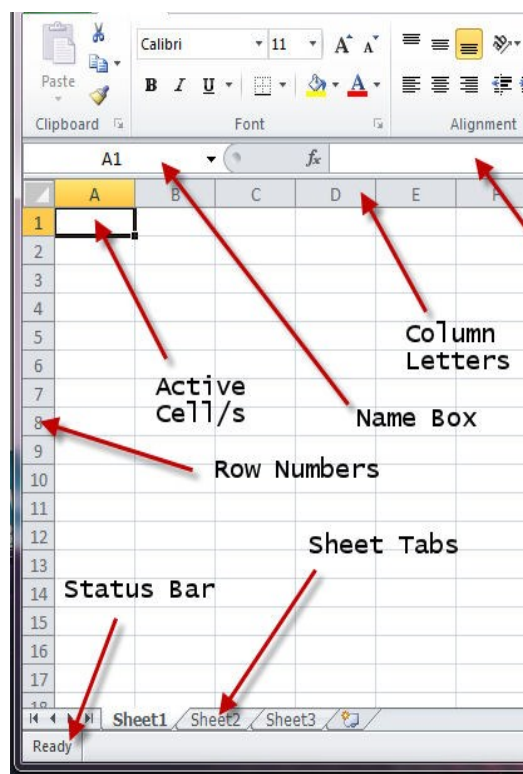 Calibri 11 A A
Paste B I U A
Clipboard Font Alignment
A1 fx
A B C D E F
1
2
3
4
5 Column
6 Letters
7 Active
8 Cell/s Name Box
9
10 Row Numbers
11
12 Sheet Tabs
13
14 Status Bar
15
16
17
18
Sheet1 Sheet2 Sheet3
Ready